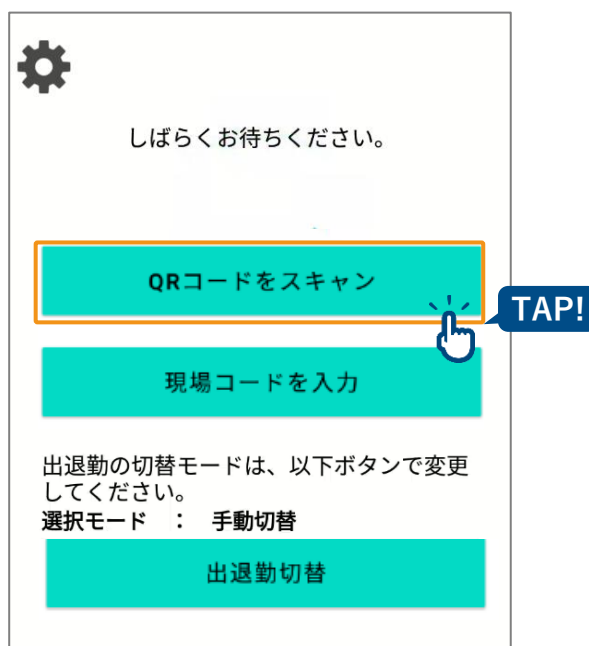 しばらくお待ちください。
QRコードをスキャン
TAP!
現場コードを入力
出退勤の切替モードは、以下ボタンで変更
してください。
選択モード　：　手動切替
出退勤切替